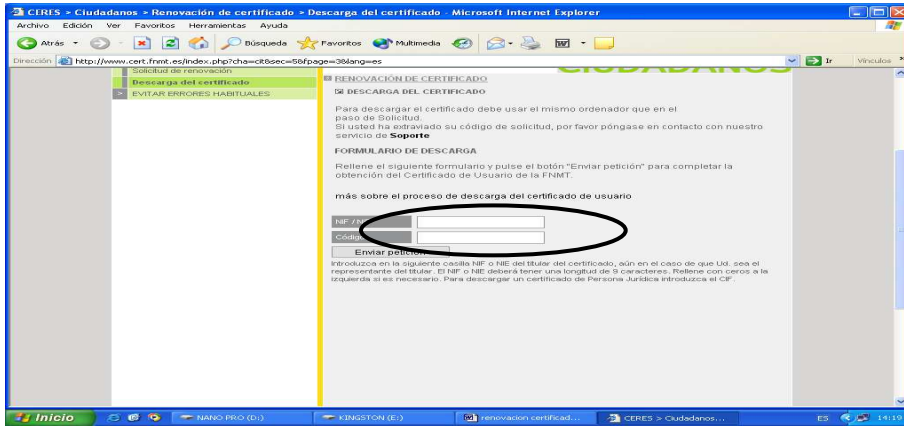 CERES > Ciudadanos > Renovación de certificado > Descarga del certificado - Microsoft Internet Explorer
Archivo Edición Ver Favoritos Herramientas Ayuda
Atrás Búsqueda Favoritos Multimedia
Dirección http://www.cert.fnmt.es/index.php?cha=cit&sec=5&fpage=3&lang=es Ir Vínculos »
CIUDADANOS
Solicitud de renovación
Descarga del certificado
> EVITAR ERRORES HABITUALES
RENOVACIÓN DE CERTIFICADO
DESCARGA DEL CERTIFICADO
Para descargar el certificado debe usar el mismo ordenador que en el
paso de Solicitud.
Si usted ha extraviado su código de solicitud, por favor póngase en contacto con nuestro
servicio de Soporte
FORMULARIO DE DESCARGA
Rellene el siguiente formulario y pulse el botón "Enviar petición" para completar la
obtención del Certificado de Usuario de la FNMT.
más sobre el proceso de descarga del certificado de usuario
NIF /
Código
Enviar petición
Introduzca en la siguiente casilla NIF o NIE del titular del certificado, aún en el caso de que Ud. sea el
representante del titular. El NIF o NIE deberá tener una longitud de 9 caracteres. Rellene con ceros a la
izquierda si es necesario. Para descargar un certificado de Persona Jurídica introduzca el CIF.
Inicio NANO PRO (D:) KINGSTON (E:) renovacion certificad... CERES > Ciudadanos... ES 14:19